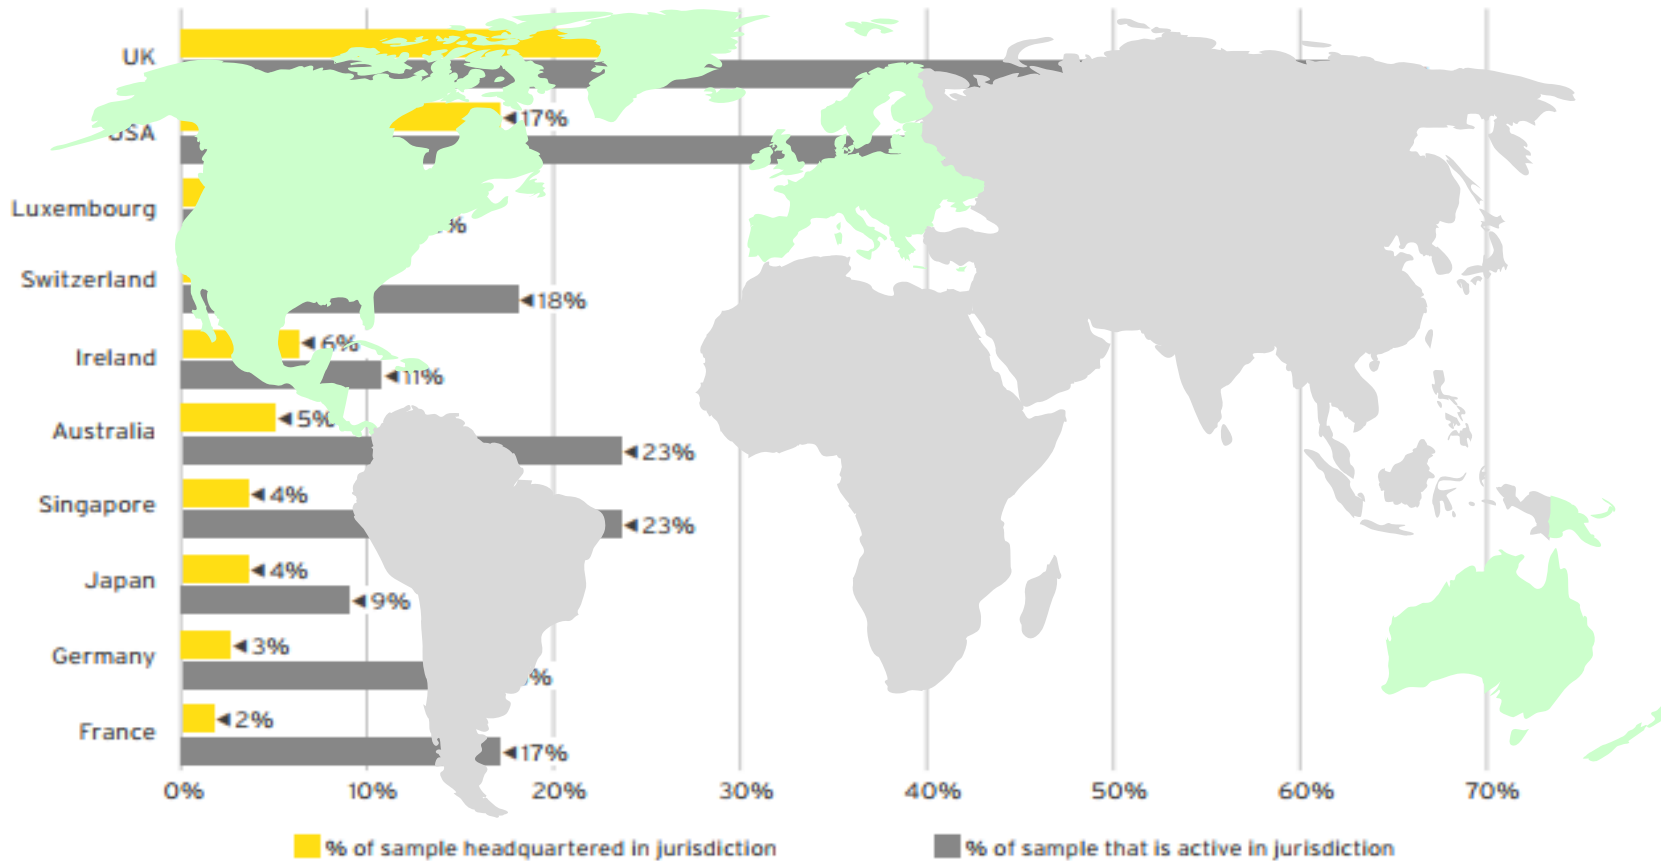 UK
USA
17%
Luxembourg
%
Switzerland
18%
Ireland
6%
11%
Australia
5%
23%
Singapore
4%
23%
Japan
4%
9%
Germany
3%
%
France
2%
17%
0% 10% 20% 30% 40% 50% 60% 70%
% of sample headquartered in jurisdiction % of sample that is active in jurisdiction